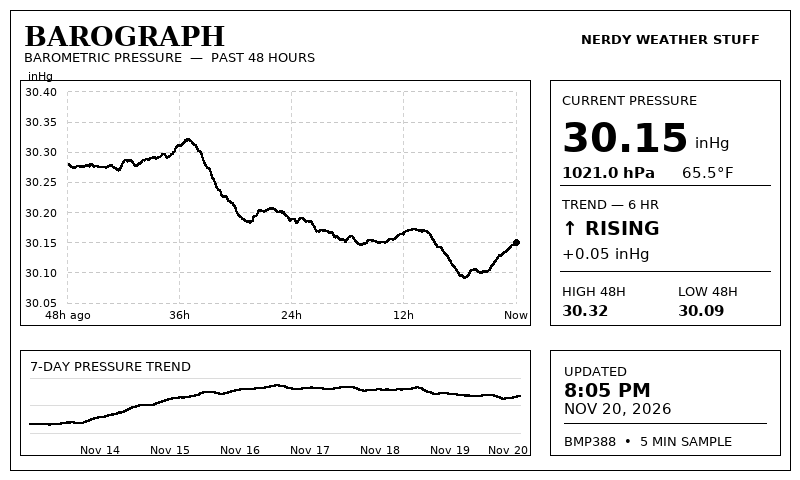 BAROGRAPH
BAROMETRIC PRESSURE — PAST 48 HOURS
NERDY WEATHER STUFF
inHg
30.40
30.35
30.30
30.25
30.20
30.15
30.10
30.05
48h ago 36h 24h 12h Now
CURRENT PRESSURE
30.15 inHg
1021.0 hPa 65.5°F
TREND — 6 HR
↑ RISING
+0.05 inHg
HIGH 48H LOW 48H
30.32 30.09
7-DAY PRESSURE TREND
Nov 14 Nov 15 Nov 16 Nov 17 Nov 18 Nov 19 Nov 20
UPDATED
8:05 PM
NOV 20, 2026
BMP388 • 5 MIN SAMPLE